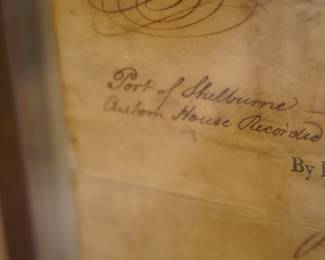 Port of Shelburne
Custom House Recorded
By